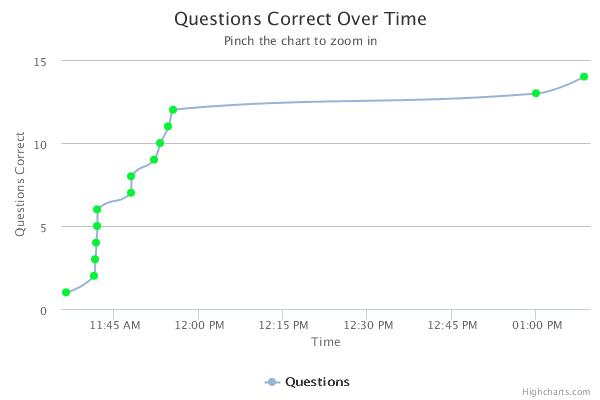 Questions Correct Over Time
Pinch the chart to zoom in
Questions Correct
15
10
5
0
11:45 AM 12:00 PM 12:15 PM 12:30 PM 12:45 PM 01:00 PM
Time
Questions
Highcharts.com